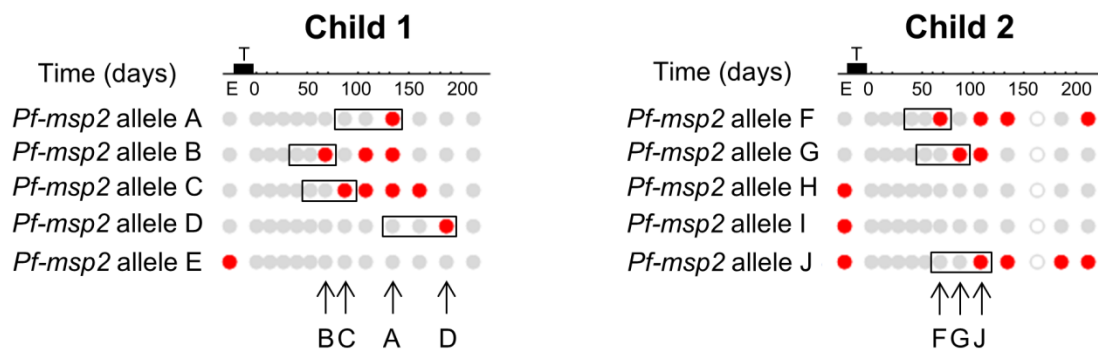 Child 1
T
Time (days)
E 0 50 100 150 200
Pf-msp2 allele A
Pf-msp2 allele B
Pf-msp2 allele C
Pf-msp2 allele D
Pf-msp2 allele E
B C A D
Child 2
T
Time (days)
E 0 50 100 150 200
Pf-msp2 allele F
Pf-msp2 allele G
Pf-msp2 allele H
Pf-msp2 allele I
Pf-msp2 allele J
F G J